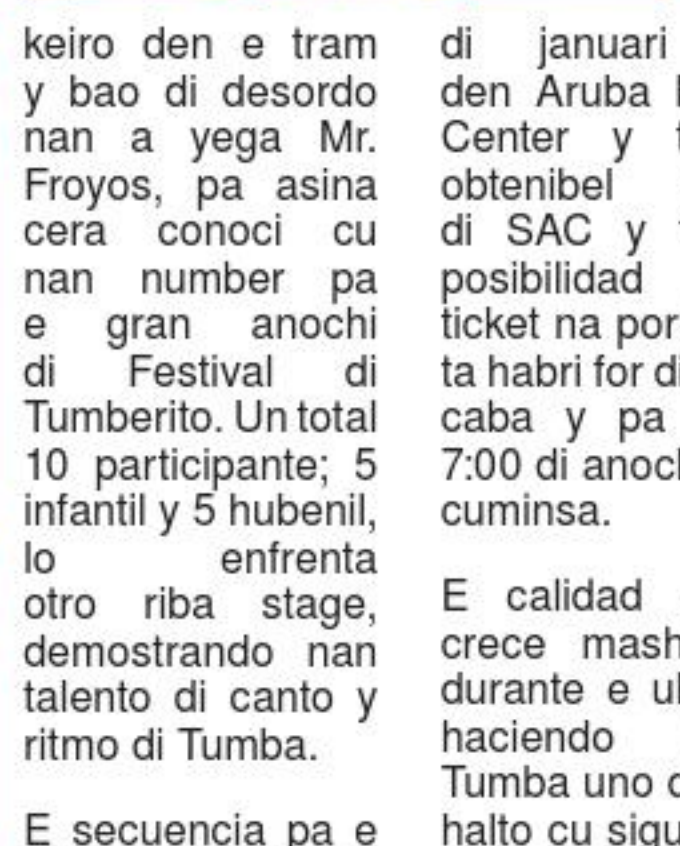 keiro den e tram
y bao di desordo
nan a yega Mr.
Froyos, pa asina
cera conoci cu
nan number pa
e gran anochi
di Festival di
Tumberito. Un total
10 participante; 5
infantil y 5 hubenil,
lo enfrenta
otro riba stage,
demostrando nan
talento di canto y
ritmo di Tumba.
E secuencia pa e
di januari
den Aruba
Center y
obtenibel
di SAC y
posibilidad
ticket na por
ta habri for di
caba y pa
7:00 di
cuminsa.
E calidad
crece
durante e
haciendo
Tumba uno
halto cu